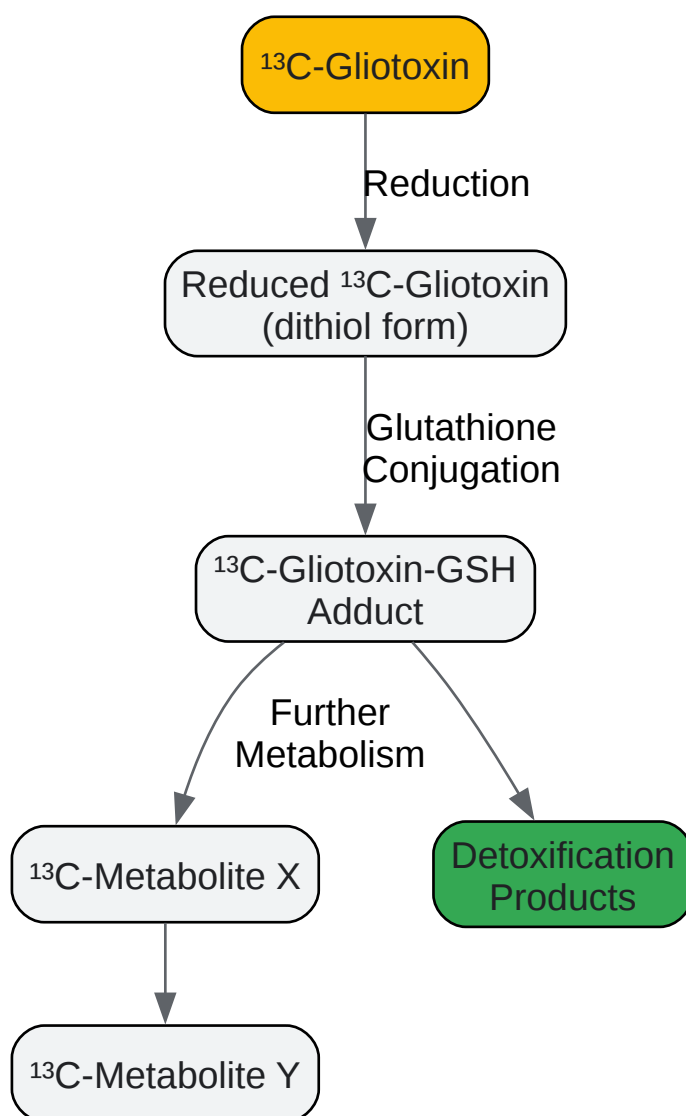 ¹³C-Gliotoxin
Reduction
Reduced ¹³C-Gliotoxin
(dithiol form)
Glutathione
Conjugation
¹³C-Gliotoxin-GSH
Adduct
Further
Metabolism
¹³C-Metabolite X
Detoxification
Products
¹³C-Metabolite Y